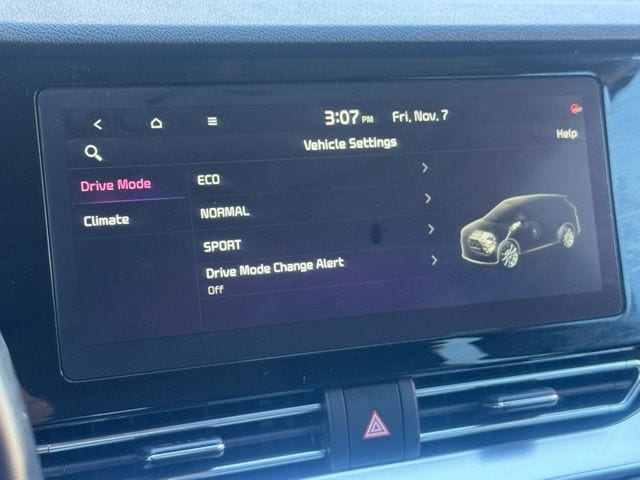 3:07 PM Fri, Nov. 7
Vehicle Settings
Help
Drive Mode
Climate
ECO
NORMAL
SPORT
Drive Mode Change Alert
Off